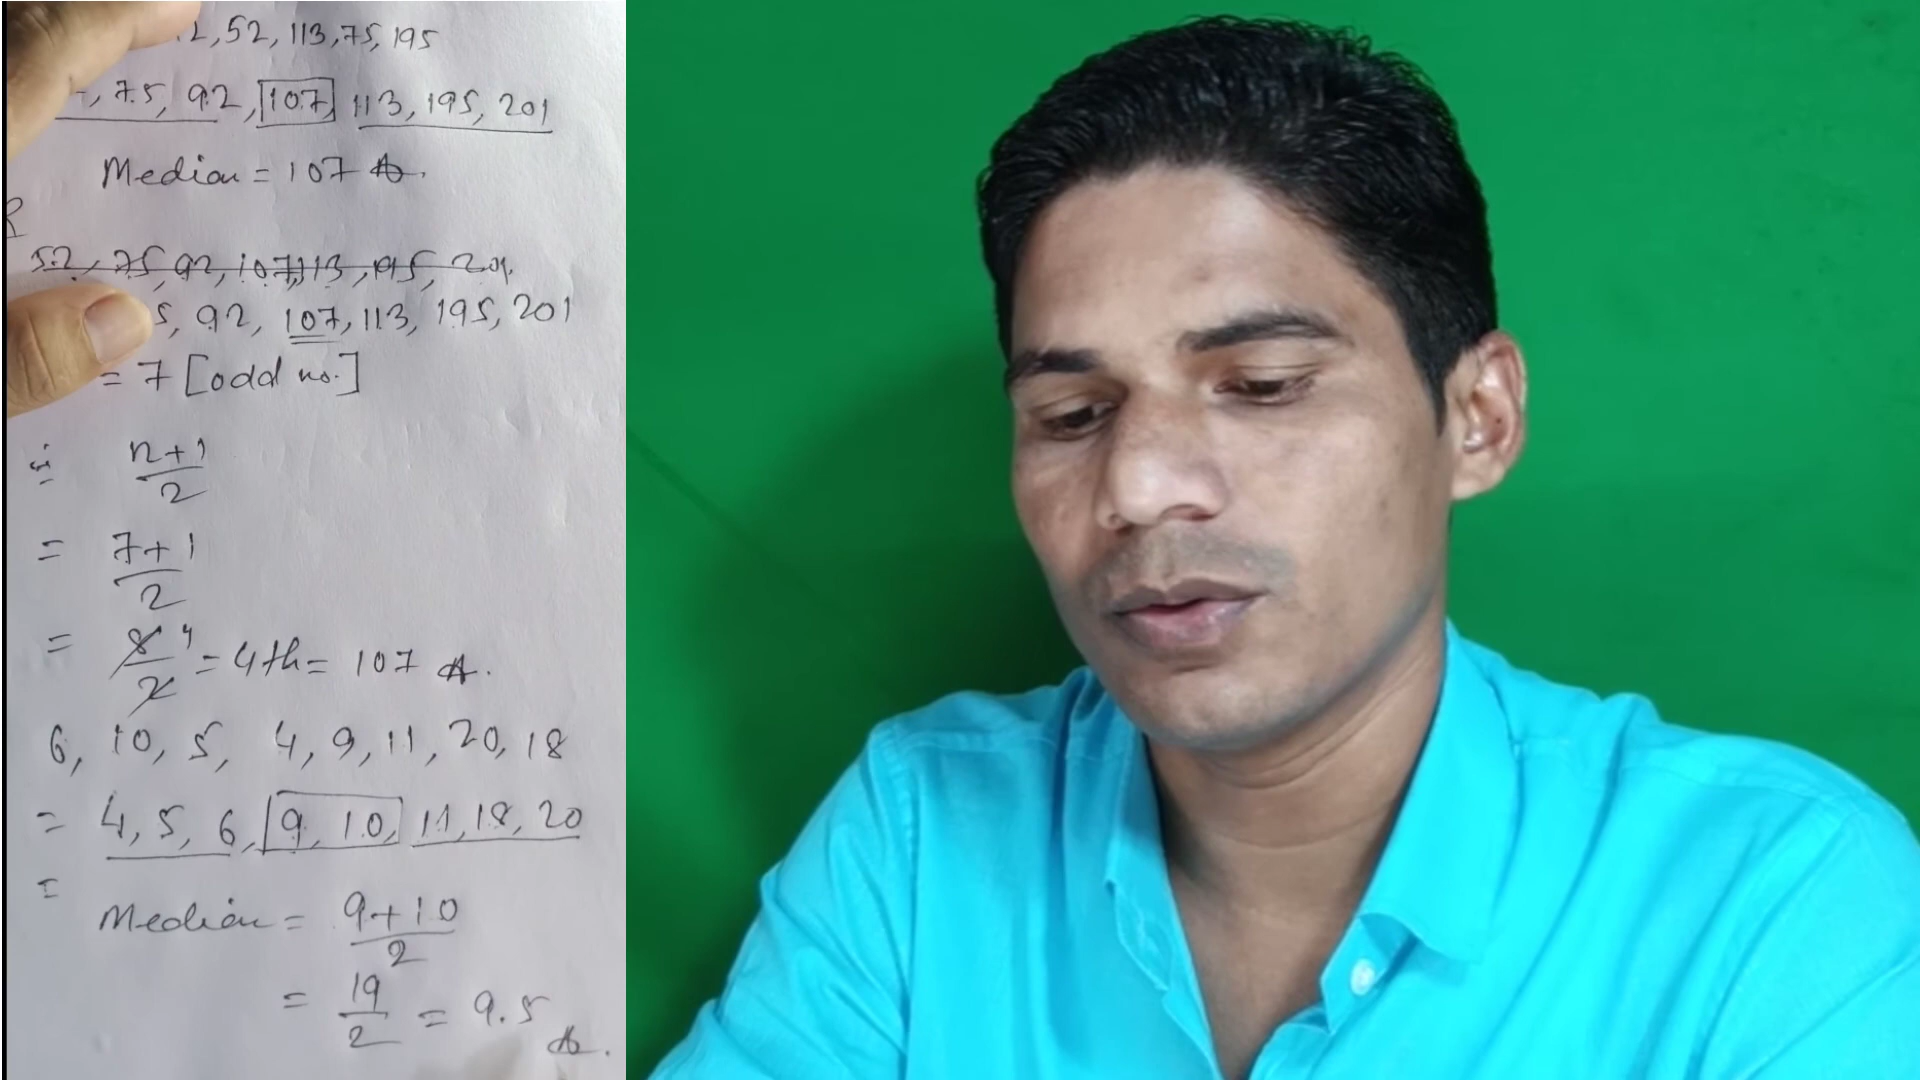 2, 52, 113, 75, 195
, 75, 92, 107, 113, 195, 201
Median = 107
52, 75, 92, 107, 113, 195, 201
5, 92, 107, 113, 195, 201
= 7 [odd no.]
n+1
2
= 7+1
2
= 8 4
2 = 4th = 107
6, 10, 5, 4, 9, 11, 20, 18
= 4, 5, 6, 9, 10, 11, 18, 20
=
Median = 9+10
2
= 19
2 = 9.5